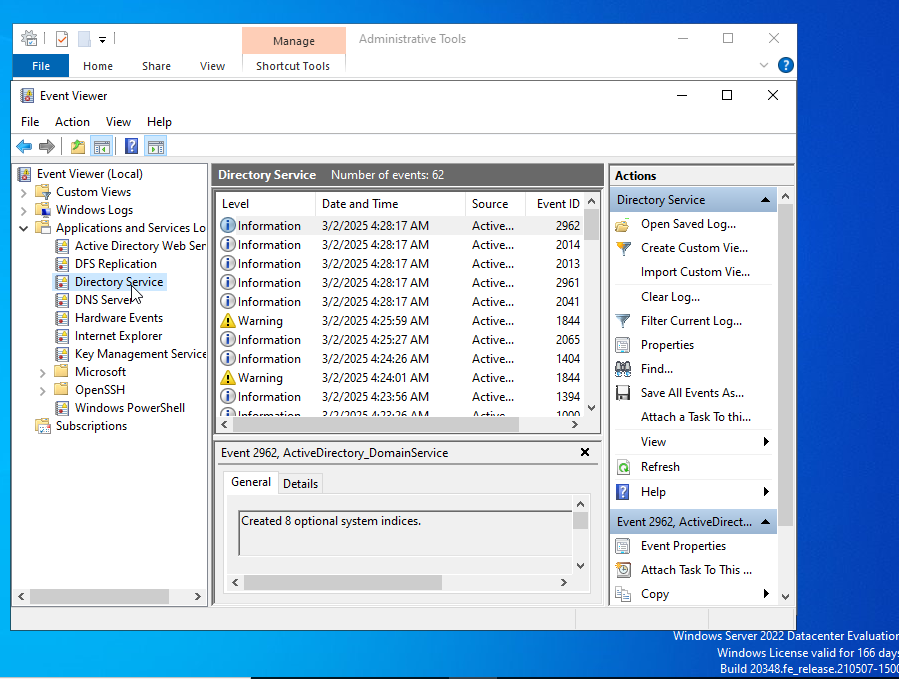 Manage
Administrative Tools
File
Home
Share
View
Shortcut Tools
Event Viewer
File Action View Help
Event Viewer (Local)
Custom Views
Windows Logs
Applications and Services Lo
Active Directory Web Ser
DFS Replication
Directory Service
DNS Server
Hardware Events
Internet Explorer
Key Management Service
Microsoft
OpenSSH
Windows PowerShell
Subscriptions
Directory Service Number of events: 62
Level Date and Time Source Event ID
Information 3/2/2025 4:28:17 AM Active... 2962
Information 3/2/2025 4:28:17 AM Active... 2014
Information 3/2/2025 4:28:17 AM Active... 2013
Information 3/2/2025 4:28:17 AM Active... 2961
Information 3/2/2025 4:28:17 AM Active... 2041
Warning 3/2/2025 4:25:59 AM Active... 1844
Information 3/2/2025 4:25:27 AM Active... 2065
Information 3/2/2025 4:24:26 AM Active... 1404
Warning 3/2/2025 4:24:01 AM Active... 1844
Information 3/2/2025 4:23:56 AM Active... 1394
Information 3/2/2025 4:23:26 AM Active...
Event 2962, ActiveDirectory_DomainService
General Details
Created 8 optional system indices.
Actions
Directory Service
Open Saved Log...
Create Custom Vie...
Import Custom Vie...
Clear Log...
Filter Current Log...
Properties
Find...
Save All Events As...
Attach a Task To thi...
View
Refresh
Help
Event 2962, ActiveDirect...
Event Properties
Attach Task To This ...
Copy
Windows Server 2022 Datacenter Evaluation
Windows License valid for 166 days
Build 20348.fe_release.210507-1500